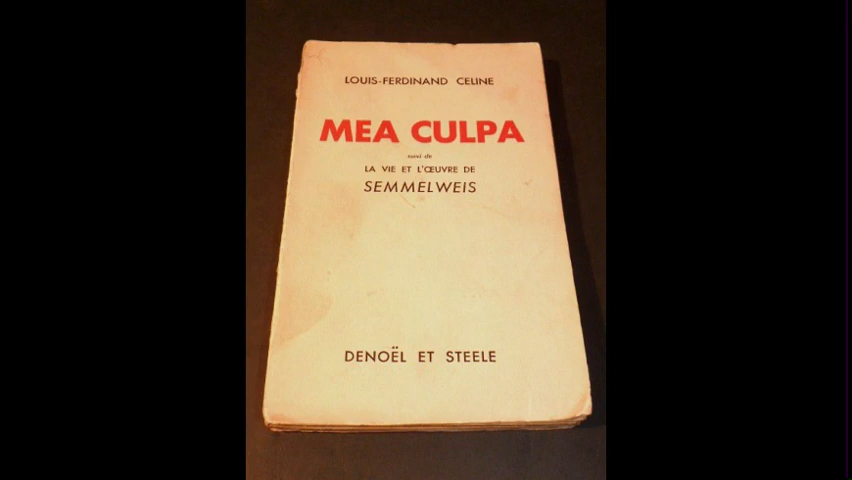 LOUIS-FERDINAND CELINE
MEA CULPA
suivi de
LA VIE ET L'ŒUVRE DE
SEMMELWEIS
DENOËL ET STEELE